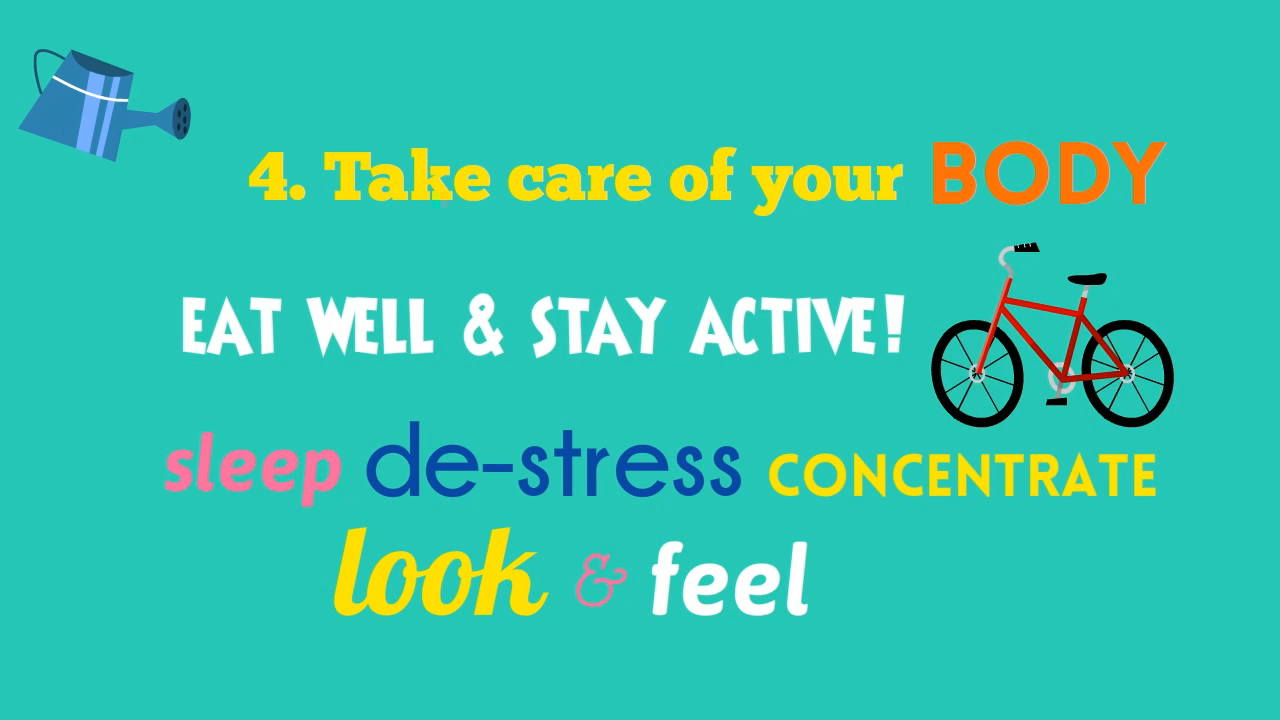 4. Take care of your BODY
EAT WELL & STAY ACTIVE!
sleep de-stress CONCENTRATE
look & feel